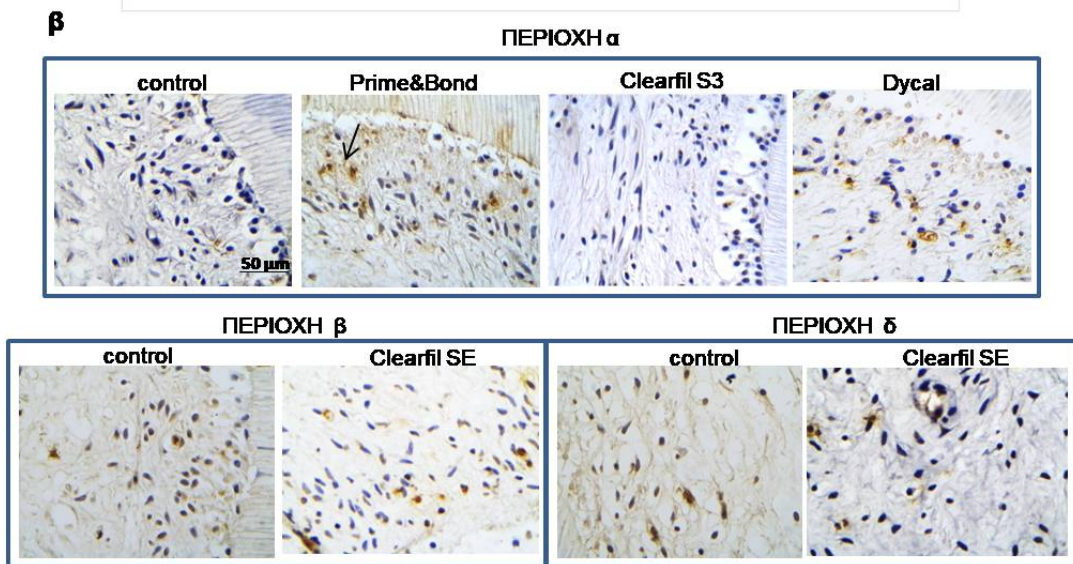 β
ΠΕΡΙΟΧΗ α
control Prime&Bond Clearfil S3 Dycal
50 μm
ΠΕΡΙΟΧΗ β ΠΕΡΙΟΧΗ δ
control Clearfil SE control Clearfil SE